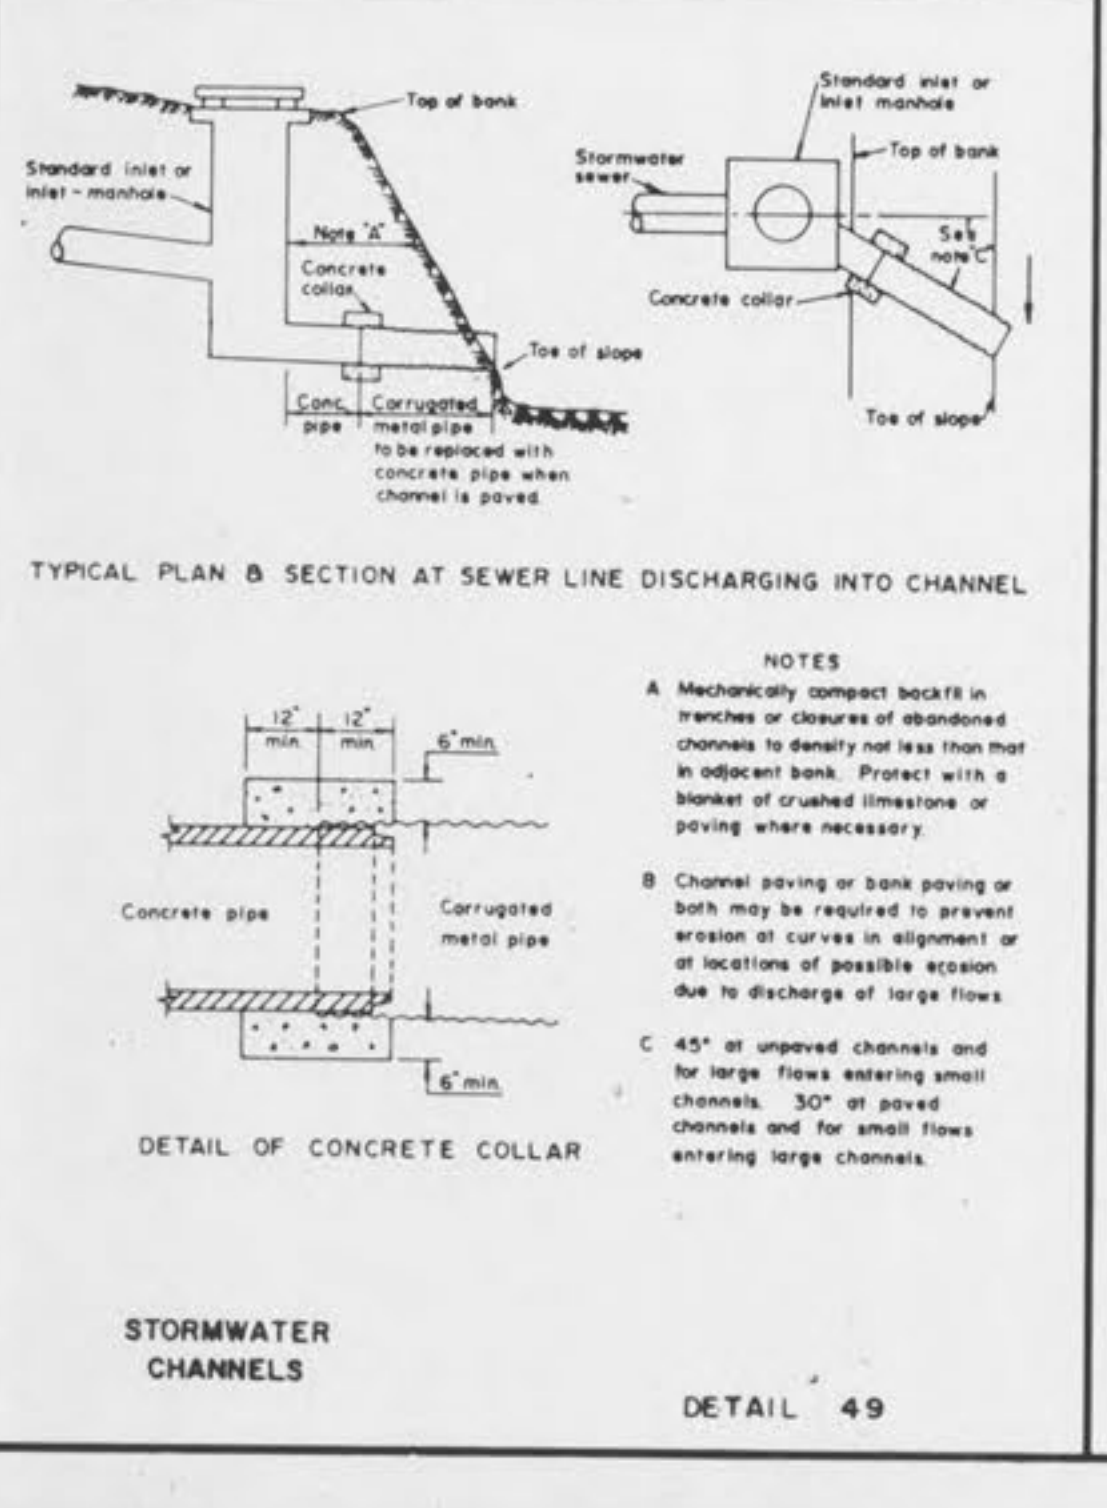 Top of bank
Standard inlet or
inlet - manhole
Note "A"
Concrete
collar
Toe of slope
Conc.
pipe
Corrugated
metal pipe
to be replaced with
concrete pipe when
channel is paved.
Standard inlet or
inlet manhole
Top of bank
Stormwater
sewer
See
note "C"
Concrete collar
Toe of slope
TYPICAL PLAN & SECTION AT SEWER LINE DISCHARGING INTO CHANNEL
12"
min.
12"
min.
6" min.
Concrete pipe
Corrugated
metal pipe
6" min.
DETAIL OF CONCRETE COLLAR
NOTES
A Mechanically compact backfill in
trenches or closures of abandoned
channels to density not less than that
in adjacent bank. Protect with a
blanket of crushed limestone or
paving where necessary.
B Channel paving or bank paving or
both may be required to prevent
erosion at curves in alignment or
at locations of possible erosion
due to discharge of large flows
C 45° at unpaved channels and
for large flows entering small
channels. 30° at paved
channels and for small flows
entering large channels.
STORMWATER
CHANNELS
DETAIL 49